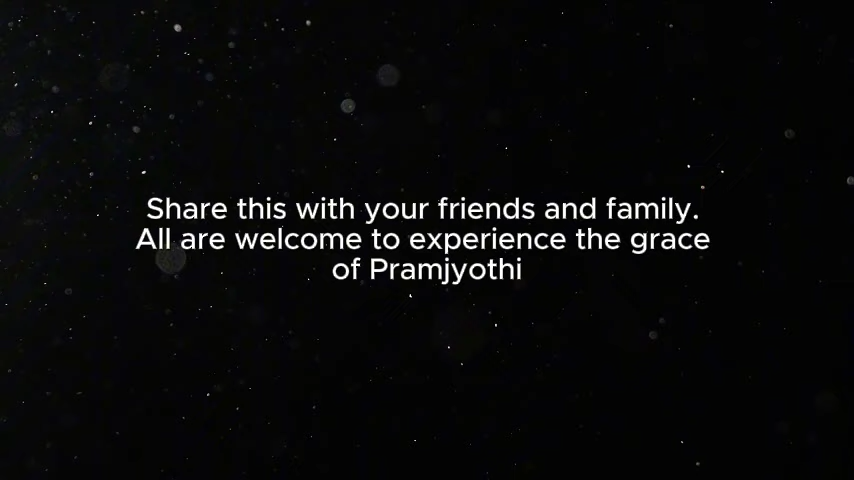 Share this with your friends and family.
All are welcome to experience the grace
of Pramjyothi